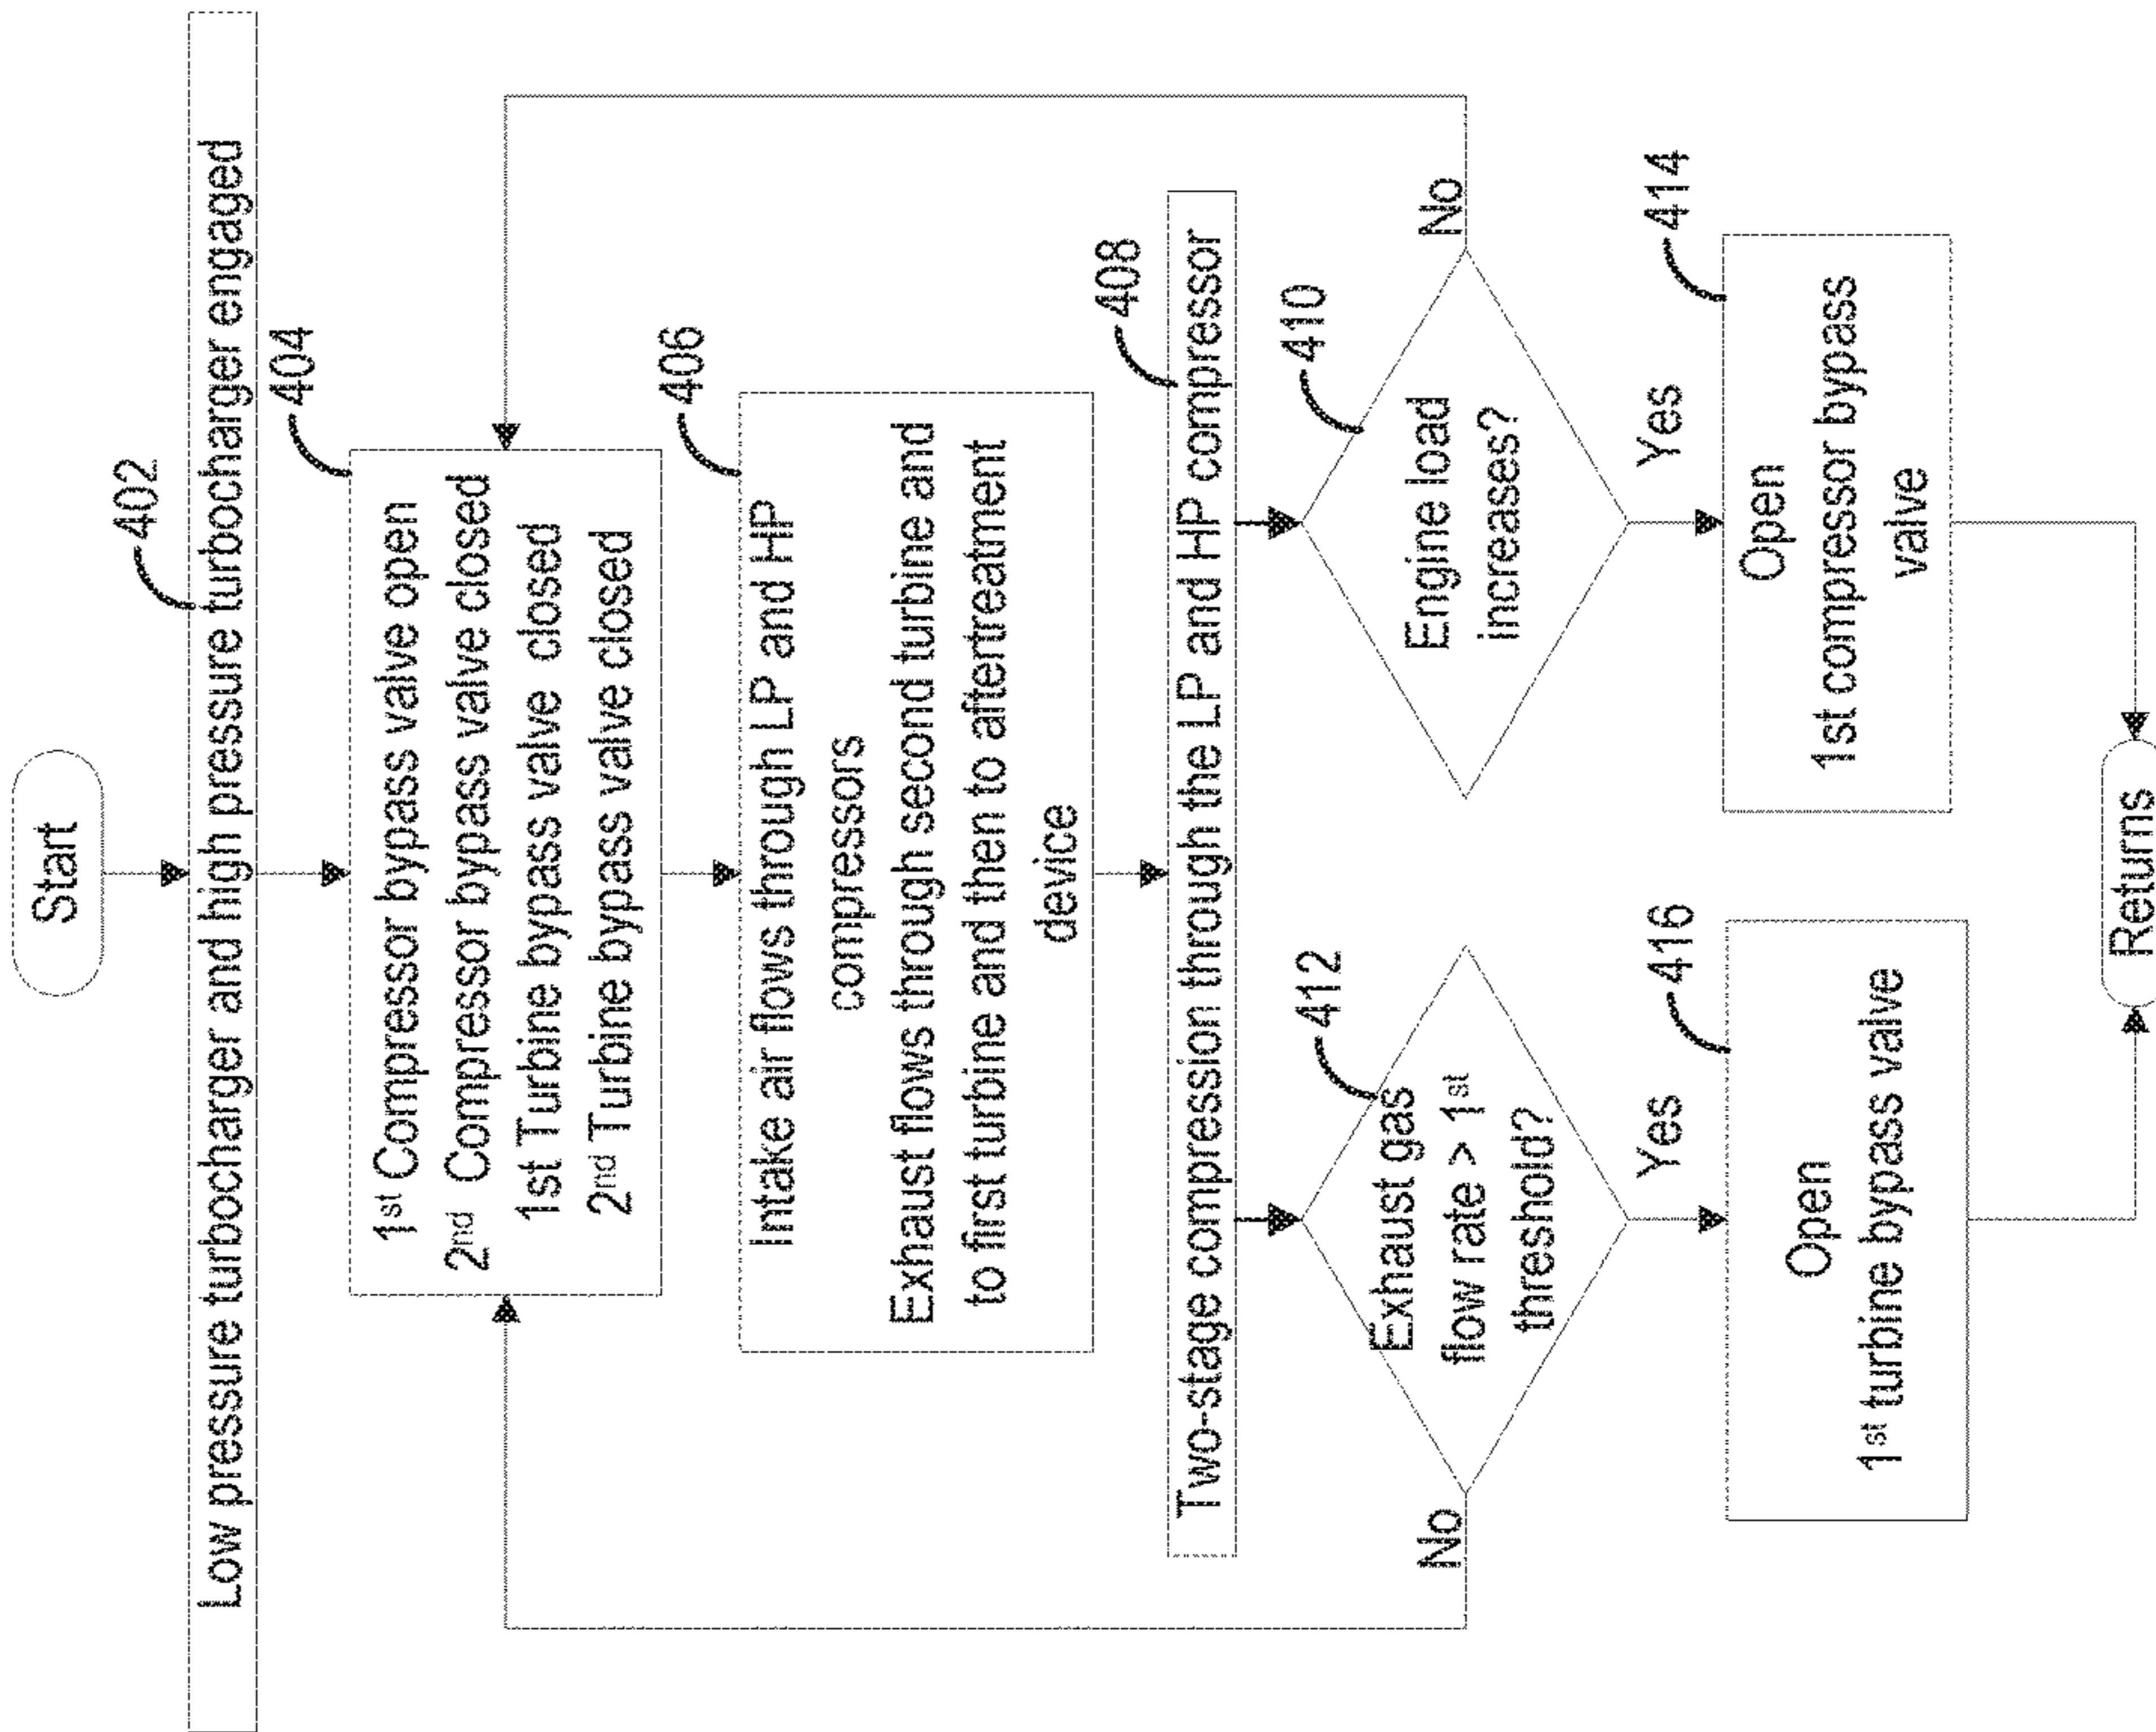 Start
402
Low pressure turbocharger and high pressure turbocharger engaged
404
1st Compressor bypass valve open
2nd Compressor bypass valve closed
1st Turbine bypass valve closed
2nd Turbine bypass valve closed
406
Intake air flows through LP and HP
compressors
Exhaust flows through second turbine and
to first turbine and then to aftertreatment
device
408
Two-stage compression through the LP and HP compressor
412
Exhaust gas
flow rate > 1st
threshold?
No
Yes
410
Engine load
increases?
No
Yes
416
Open
1st turbine bypass valve
414
Open
1st compressor bypass
valve
Returns